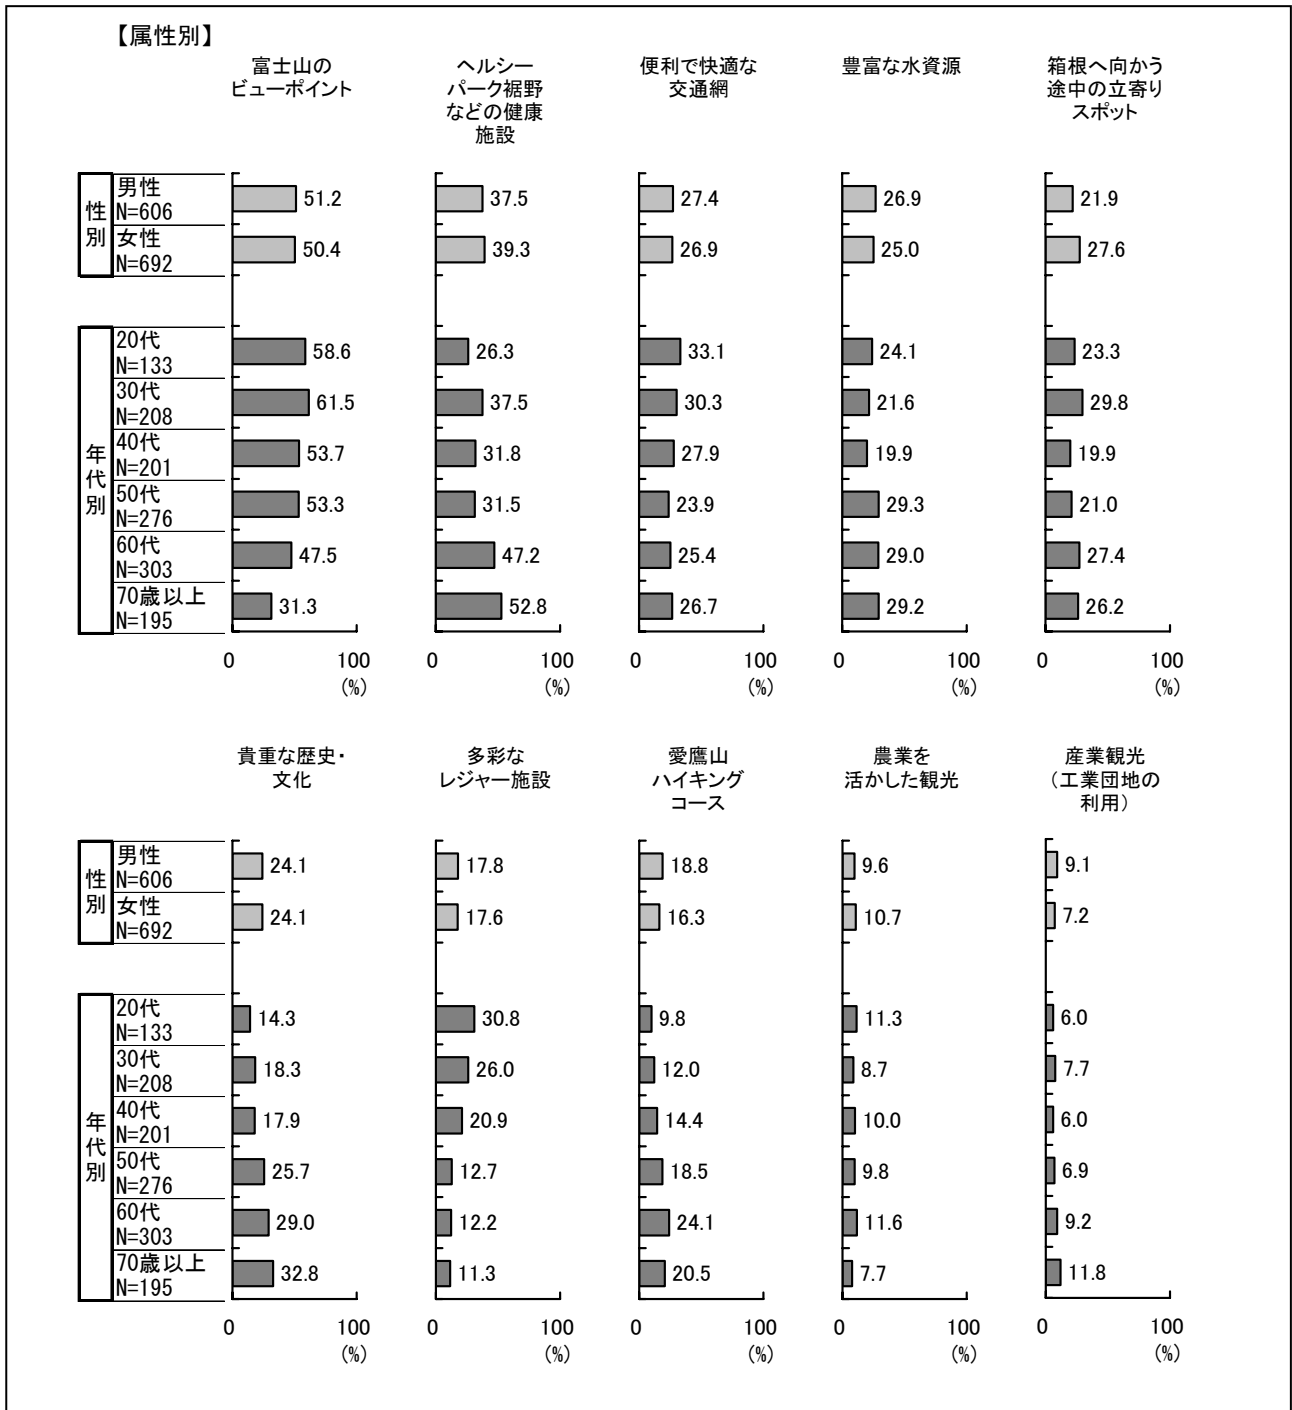 【属性別】
富士山の
ビューポイント
ヘルシー
パーク裾野
などの健康
施設
便利で快適な
交通網
豊富な水資源
箱根へ向かう
途中の立寄り
スポット
性別
男性
N=606
51.2
37.5
27.4
26.9
21.9
女性
N=692
50.4
39.3
26.9
25.0
27.6
年代別
20代
N=133
58.6
26.3
33.1
24.1
23.3
30代
N=208
61.5
37.5
30.3
21.6
29.8
40代
N=201
53.7
31.8
27.9
19.9
19.9
50代
N=276
53.3
31.5
23.9
29.3
21.0
60代
N=303
47.5
47.2
25.4
29.0
27.4
70歳以上
N=195
31.3
52.8
26.7
29.2
26.2
0 100 0 100 0 100 0 100 0 100
(%) (%) (%) (%) (%)
貴重な歴史・
文化
多彩な
レジャー施設
愛鷹山
ハイキング
コース
農業を
活かした観光
産業観光
（工業団地の
利用）
性別
男性
N=606
24.1
17.8
18.8
9.6
9.1
女性
N=692
24.1
17.6
16.3
10.7
7.2
年代別
20代
N=133
14.3
30.8
9.8
11.3
6.0
30代
N=208
18.3
26.0
12.0
8.7
7.7
40代
N=201
17.9
20.9
14.4
10.0
6.0
50代
N=276
25.7
12.7
18.5
9.8
6.9
60代
N=303
29.0
12.2
24.1
11.6
9.2
70歳以上
N=195
32.8
11.3
20.5
7.7
11.8
0 100 0 100 0 100 0 100 0 100
(%) (%) (%) (%) (%)